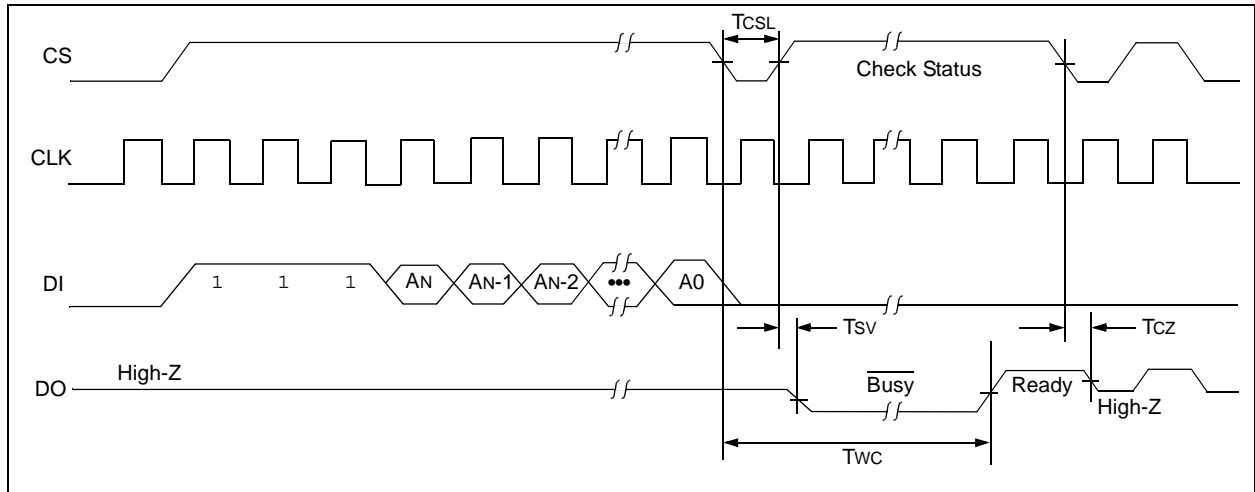 TCSL
CS
Check Status
CLK
DI
1 1 1 AN AN-1 AN-2 ••• A0
TSV
TCZ
High-Z
DO
Busy
Ready
High-Z
TWC